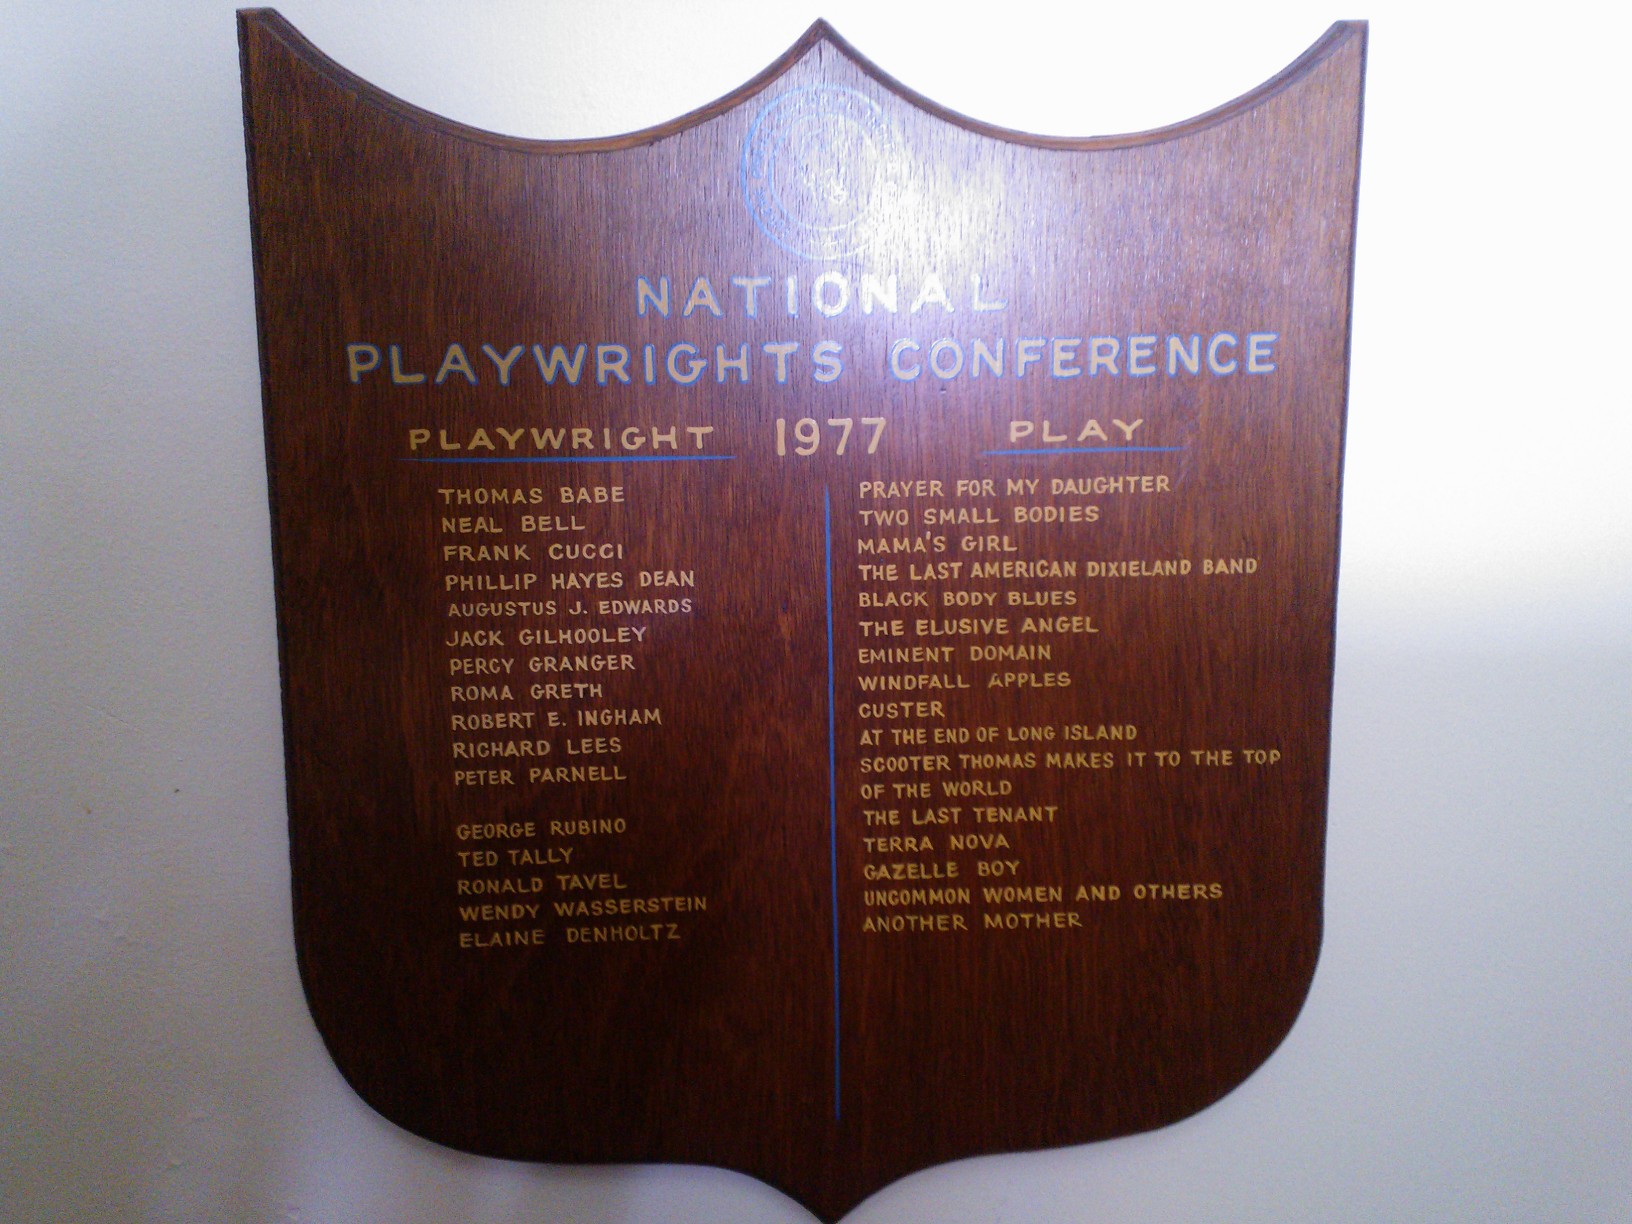 NATIONAL
PLAYWRIGHTS CONFERENCE
PLAYWRIGHT 1977 PLAY
THOMAS BABE PRAYER FOR MY DAUGHTER
NEAL BELL TWO SMALL BODIES
FRANK CUCCI MAMA'S GIRL
PHILLIP HAYES DEAN THE LAST AMERICAN DIXIELAND BAND
AUGUSTUS J. EDWARDS BLACK BODY BLUES
JACK GILHOOLEY THE ELUSIVE ANGEL
PERCY GRANGER EMINENT DOMAIN
ROMA GRETH WINDFALL APPLES
ROBERT E. INGHAM CUSTER
RICHARD LEES AT THE END OF LONG ISLAND
PETER PARNELL SCOOTER THOMAS MAKES IT TO THE TOP
OF THE WORLD
GEORGE RUBINO THE LAST TENANT
TED TALLY TERRA NOVA
RONALD TAVEL GAZELLE BOY
WENDY WASSERSTEIN UNCOMMON WOMEN AND OTHERS
ELAINE DENHOLTZ ANOTHER MOTHER